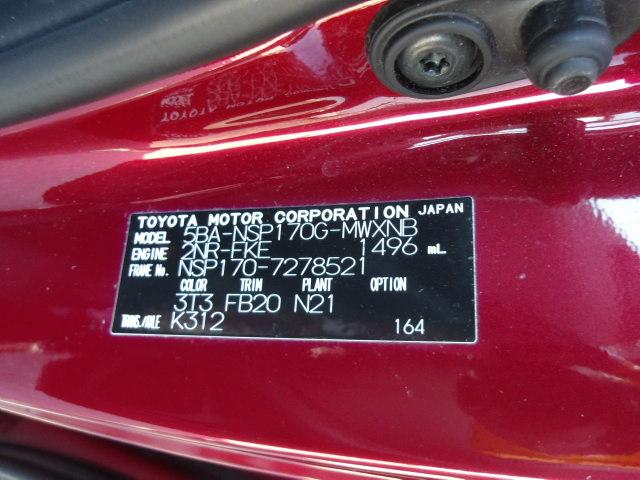 TOYOTA MOTOR CORPORATION JAPAN
MODEL 5BA-NSP170G-MWXNB
ENGINE 2NR-FKE 1496 mL
FRAME No. NSP170-7278521
COLOR TRIM PLANT OPTION
3T3 FB20 N21
TRANS./AXLE K312 164